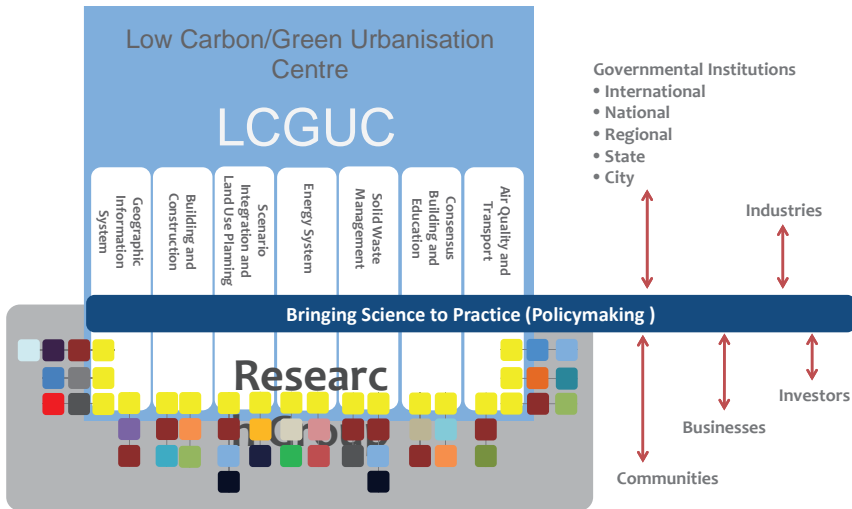 Low Carbon/Green Urbanisation
Centre
LCGUC
Geographic
Information
System
Building and
Construction
Scenario
Integration and
Land Use Planning
Energy System
Solid Waste
Management
Consensus
Building and
Education
Air Quality and
Transport
Bringing Science to Practice (Policymaking )
Researc
h Group
Governmental Institutions
• International
• National
• Regional
• State
• City
Industries
Investors
Businesses
Communities